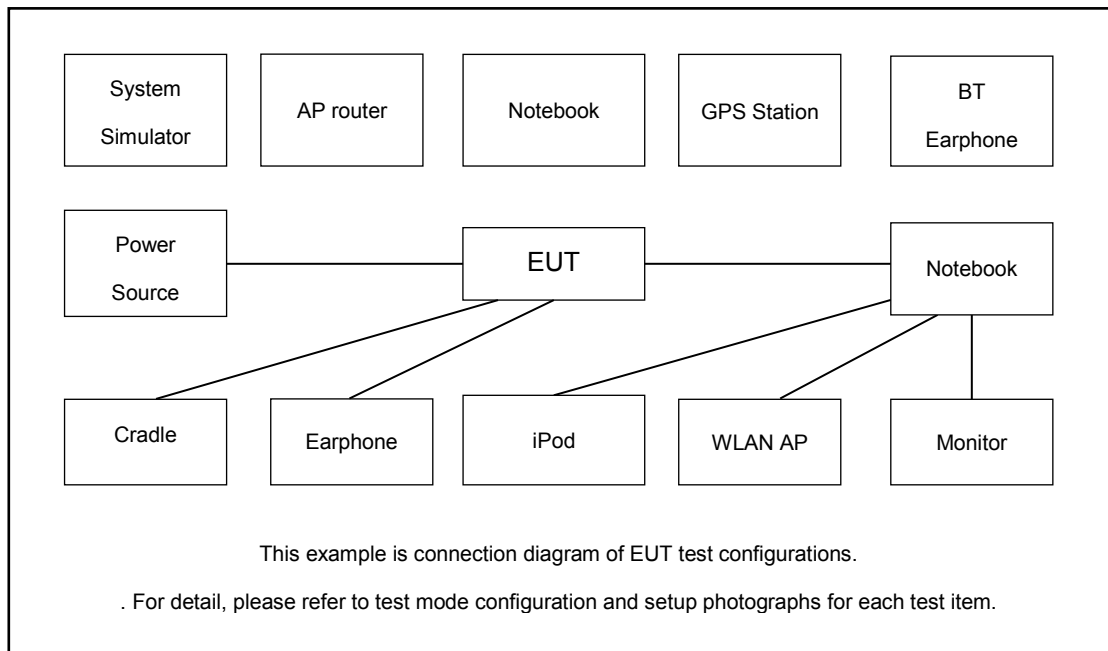 System
Simulator
AP router
Notebook
GPS Station
BT
Earphone
Power
Source
EUT
Notebook
Cradle
Earphone
iPod
WLAN AP
Monitor
This example is connection diagram of EUT test configurations.
. For detail, please refer to test mode configuration and setup photographs for each test item.